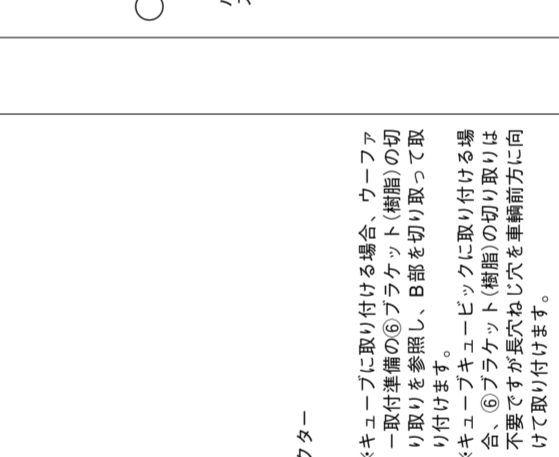 クター
※キューブに取り付ける場合、ウーファ
ー取付準備の⑥ブラケット(樹脂)の切
り取りを参照し、B部を切り取って取
り付けます。
※キューブキュービックに取り付ける場
合、⑥ブラケット(樹脂)の切り取りは
不要ですが長穴ねじ穴を車輌前方に向
けて取り付けます。